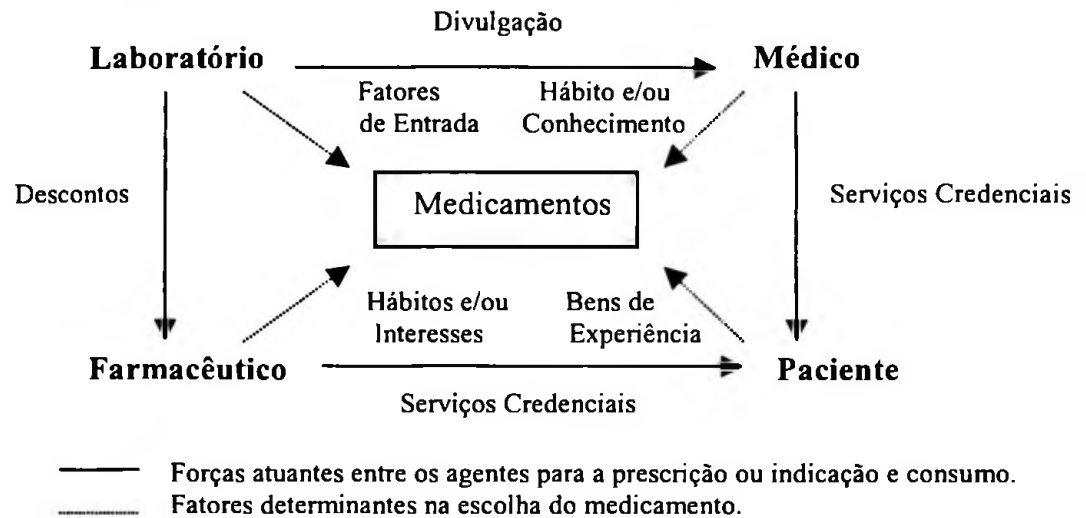 Divulgação
Laboratório
Médico
Fatores
de Entrada
Hábito e/ou
Conhecimento
Descontos
Medicamentos
Serviços Credenciais
Hábitos e/ou
Interesses
Bens de
Experiência
Farmacêutico
Paciente
Serviços Credenciais
Forças atuantes entre os agentes para a prescrição ou indicação e consumo.
Fatores determinantes na escolha do medicamento.